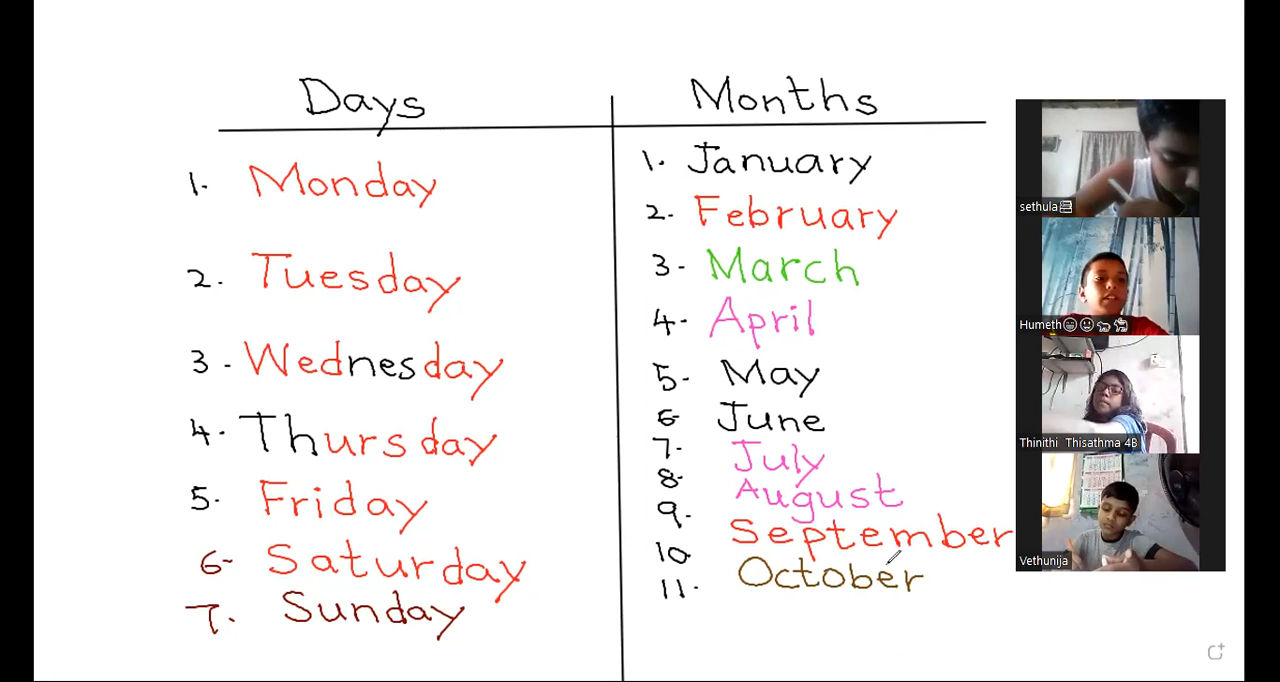 Days
1. Monday
2. Tuesday
3. Wednesday
4. Thursday
5. Friday
6- Saturday
7. Sunday
Months
1. January
2. February
3- March
4- April
5- May
6- June
7- July
8- August
9- September
10 October
11.
sethula
Humeth
Thinithi Thisathma 4B
Vethunija